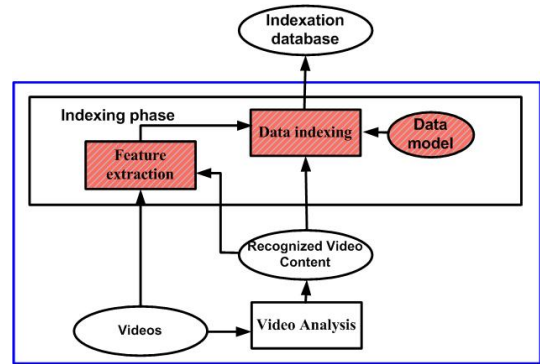 Indexation
database
Indexing phase
Data indexing
Data
model
Feature
extraction
Recognized Video
Content
Videos
Video Analysis